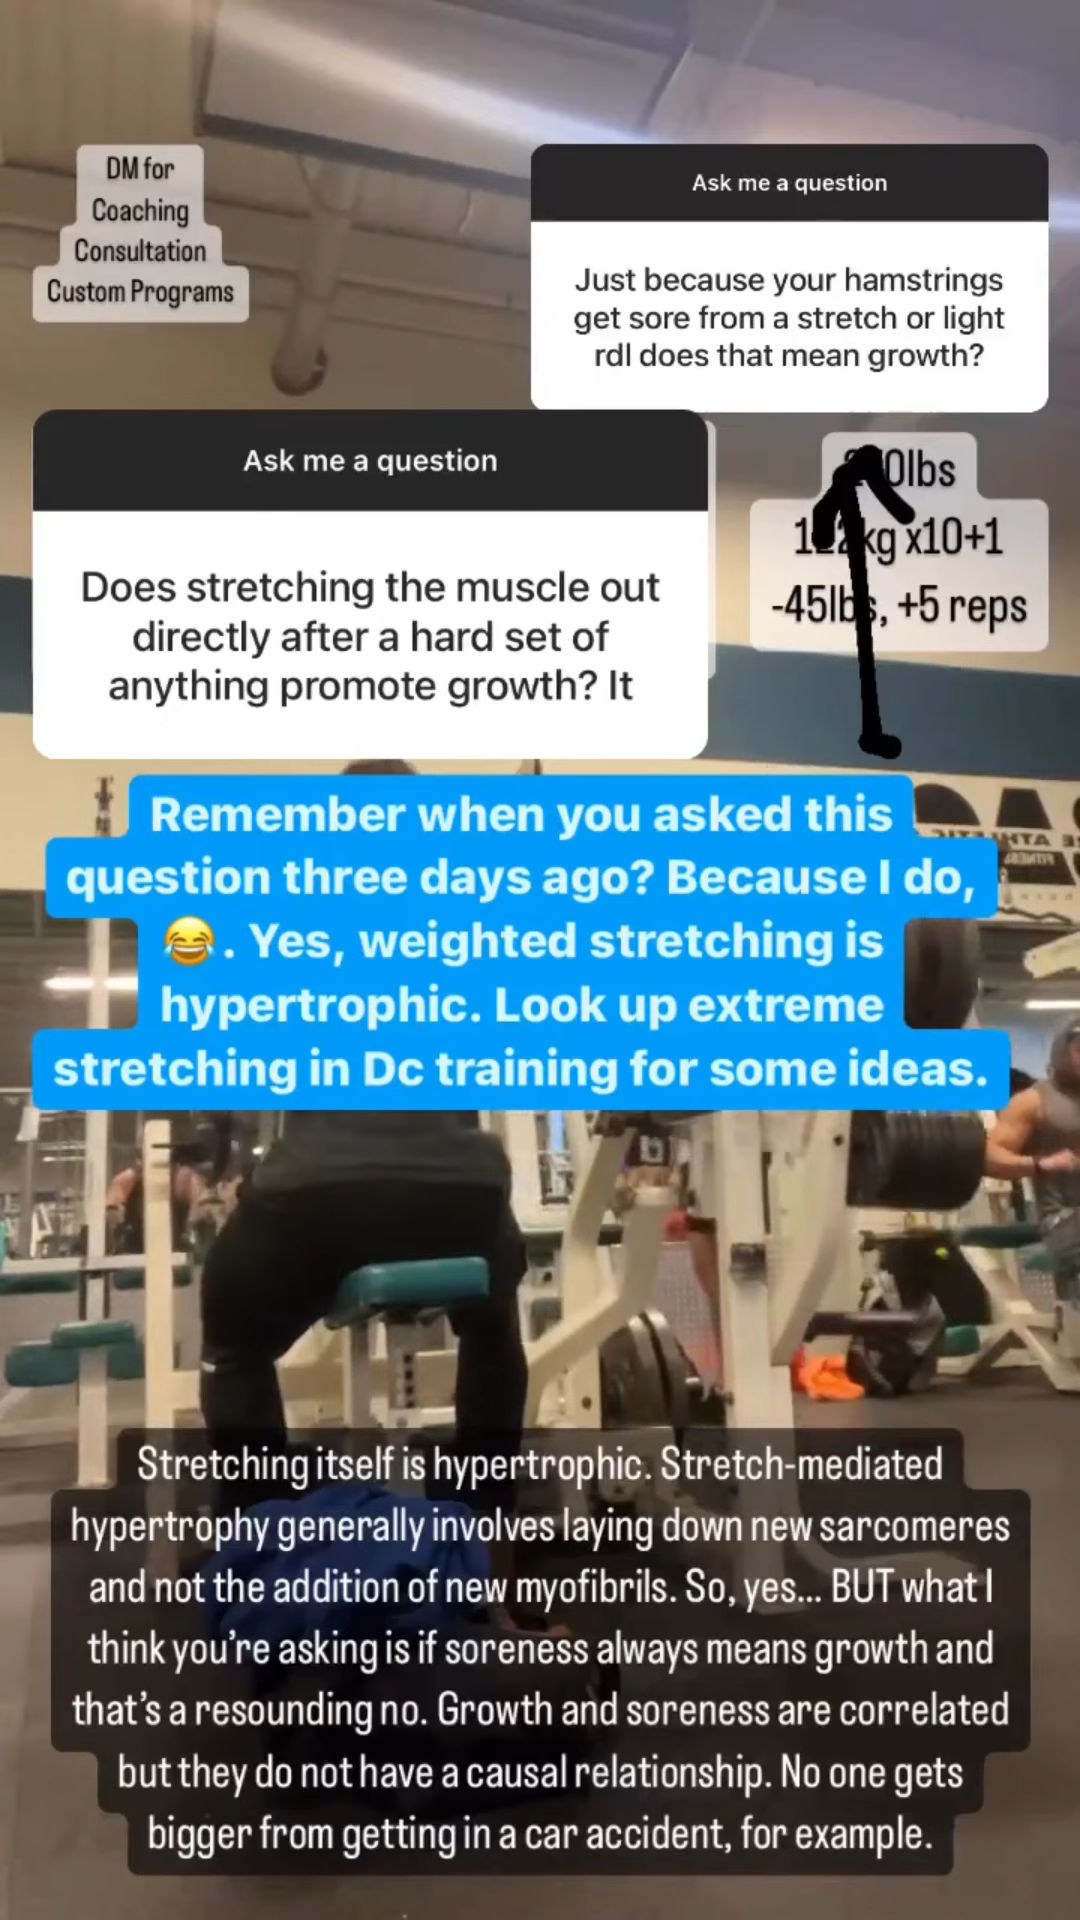 DM for
Coaching
Consultation
Custom Programs
Ask me a question
Just because your hamstrings
get sore from a stretch or light
rdl does that mean growth?
Ask me a question
Does stretching the muscle out
directly after a hard set of
anything promote growth? It
x10+1
-45lbs, +5 reps
Remember when you asked this
question three days ago? Because I do,
😂. Yes, weighted stretching is
hypertrophic. Look up extreme
stretching in Dc training for some ideas.
Stretching itself is hypertrophic. Stretch-mediated
hypertrophy generally involves laying down new sarcomeres
and not the addition of new myofibrils. So, yes... BUT what I
think you're asking is if soreness always means growth and
that's a resounding no. Growth and soreness are correlated
but they do not have a causal relationship. No one gets
bigger from getting in a car accident, for example.